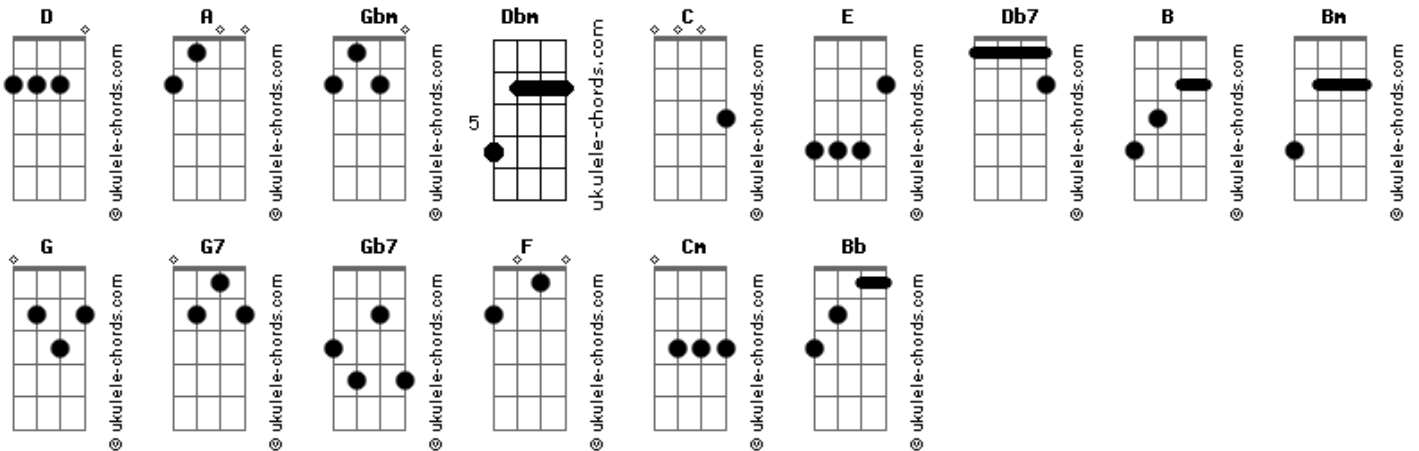 D A Gbm Dbm C E Db7 B Bm
5
© ukulele-chords.com © ukulele-chords.com © ukulele-chords.com ukulele-chords.com © ukulele-chords.com © ukulele-chords.com © ukulele-chords.com © ukulele-chords.com © ukulele-chords.com
G G7 Gb7 F Cm Bb
© ukulele-chords.com © ukulele-chords.com © ukulele-chords.com © ukulele-chords.com © ukulele-chords.com © ukulele-chords.com